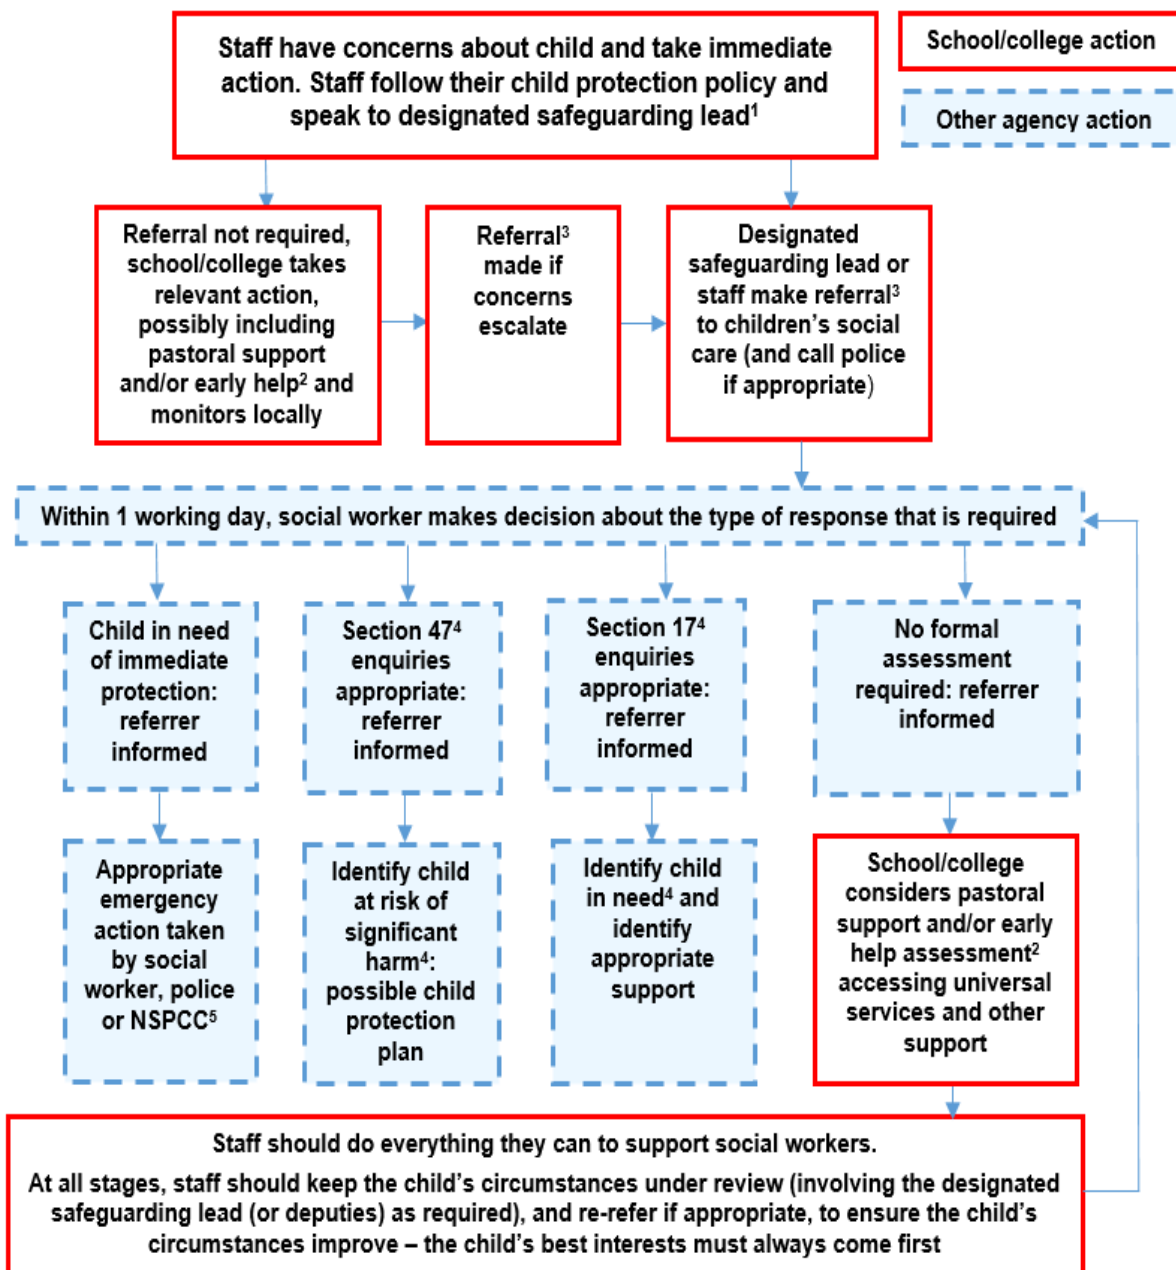 Staff have concerns about child and take immediate
action. Staff follow their child protection policy and
speak to designated safeguarding lead¹
School/college action
Other agency action
Referral not required,
school/college takes
relevant action,
possibly including
pastoral support
and/or early help² and
monitors locally
Referral³
made if
concerns
escalate
Designated
safeguarding lead or
staff make referral³
to children’s social
care (and call police
if appropriate)
Within 1 working day, social worker makes decision about the type of response that is required
Child in need
of immediate
protection:
referrer
informed
Section 47⁴
enquiries
appropriate:
referrer
informed
Section 17⁴
enquiries
appropriate:
referrer
informed
No formal
assessment
required: referrer
informed
Appropriate
emergency
action taken
by social
worker, police
or NSPCC⁵
Identify child
at risk of
significant
harm⁴:
possible child
protection
plan
Identify child
in need⁴ and
identify
appropriate
support
School/college
considers pastoral
support and/or early
help assessment²
accessing universal
services and other
support
Staff should do everything they can to support social workers.
At all stages, staff should keep the child’s circumstances under review (involving the designated
safeguarding lead (or deputies) as required), and re-refer if appropriate, to ensure the child’s
circumstances improve – the child’s best interests must always come first